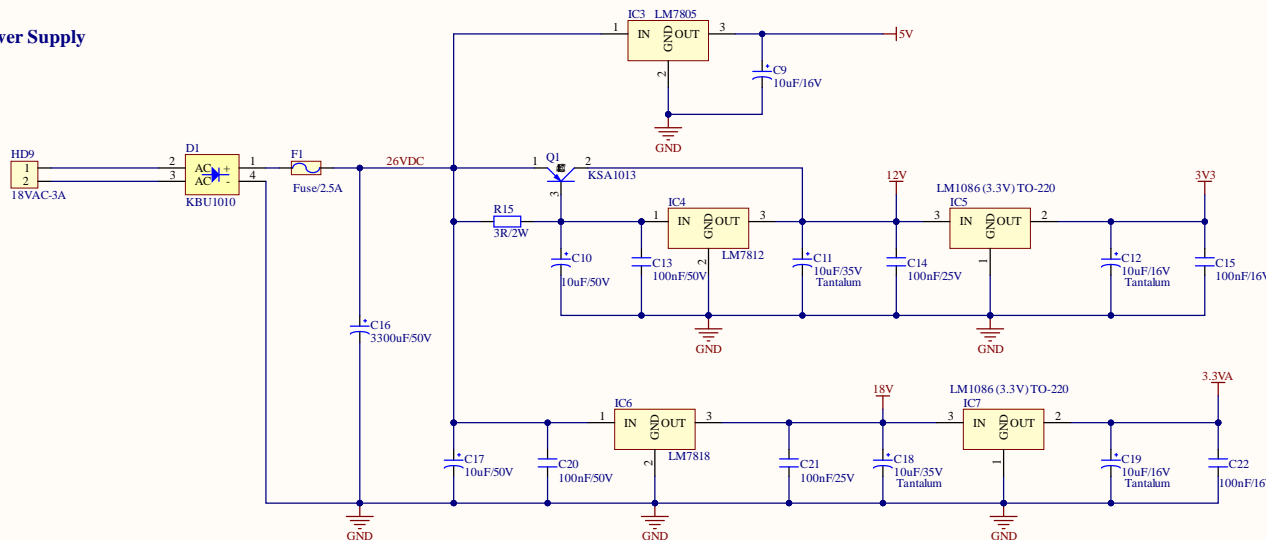 wer Supply
IC3 LM7805
1 IN GND OUT 3
2
5V
C9
10uF/16V
GND
HD9
1
2
18VAC-3A
D1
2 AC + 1
3 AC - 4
KBU1010
F1
Fuse/2.5A
26VDC
Q1
1 2
3
KSA1013
R15
3R/2W
C10
10uF/50V
C13
100nF/50V
IC4
1 IN GND OUT 3
2
LM7812
C11
10uF/35V
Tantalum
12V
C14
100nF/25V
LM1086 (3.3V) TO-220
IC5
3 IN GND OUT 2
1
3V3
C12
10uF/16V
Tantalum
C15
100nF/16V
GND
GND
C16
3300uF/50V
C17
10uF/50V
C20
100nF/50V
IC6
1 IN GND OUT 3
2
LM7818
C21
100nF/25V
18V
C18
10uF/35V
Tantalum
LM1086 (3.3V) TO-220
IC7
3 IN GND OUT 2
1
3.3VA
C19
10uF/16V
Tantalum
C22
100nF/16
GND
GND
GND